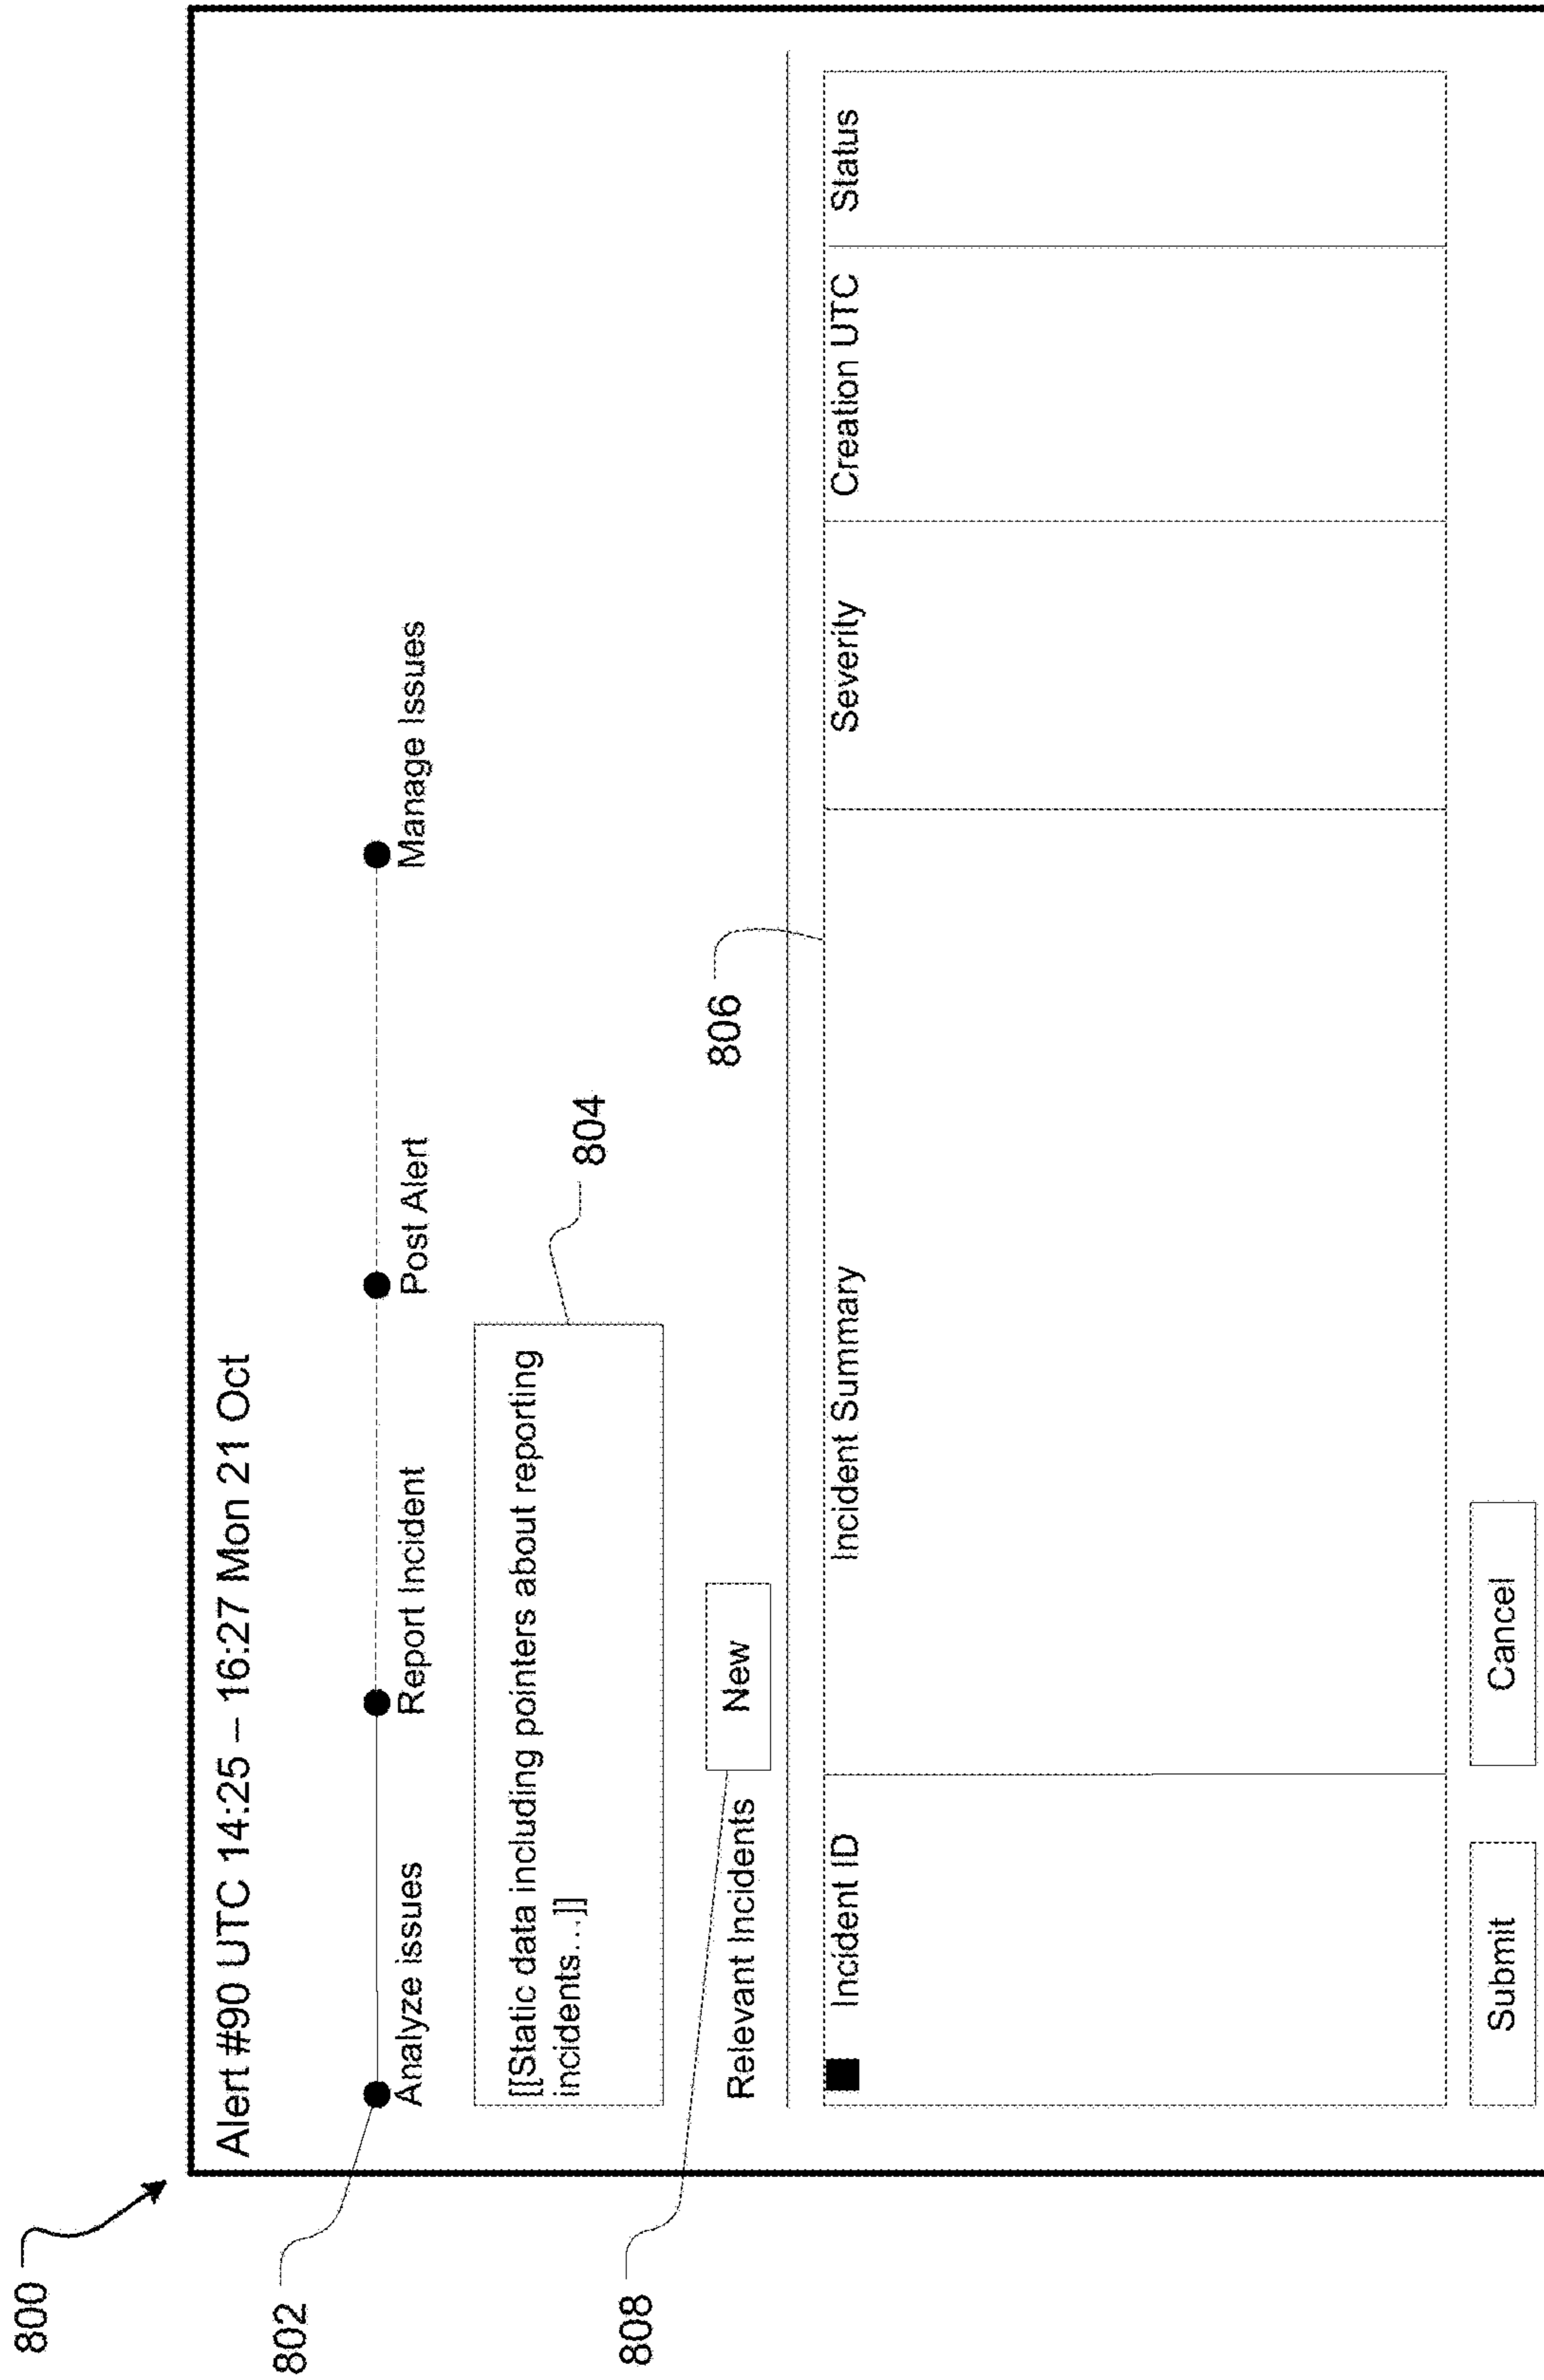 800
Alert #90 UTC 14:25 – 16:27 Mon 21 Oct
802
Analyze issues
Report Incident
Post Alert
Manage Issues
804
[[Static data including pointers about reporting
incidents...]]
808
Relevant Incidents
New
806
Incident ID
Incident Summary
Severity
Creation UTC
Status
Submit
Cancel